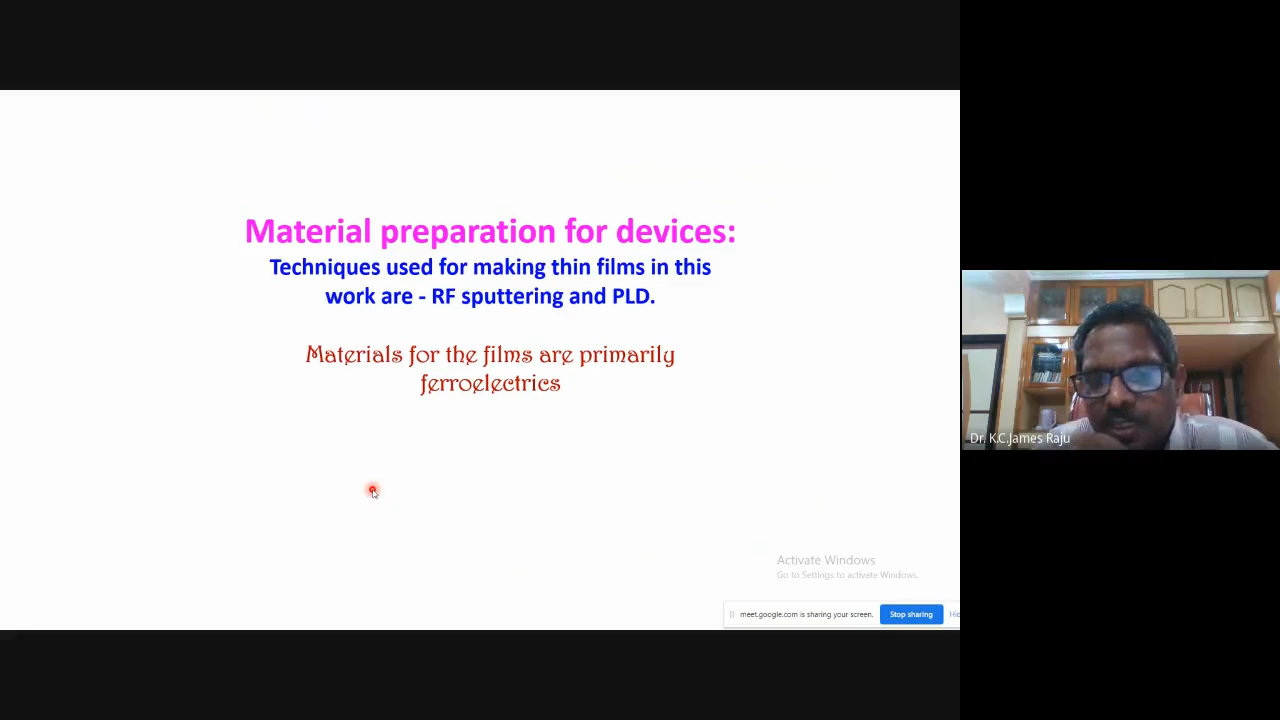 Material preparation for devices:
Techniques used for making thin films in this
work are - RF sputtering and PLD.
Materials for the films are primarily
ferroelectrics
Dr. K.C.James Raju
Activate Windows
Go to Settings to activate Windows.
meet.google.com is sharing your screen. Stop sharing